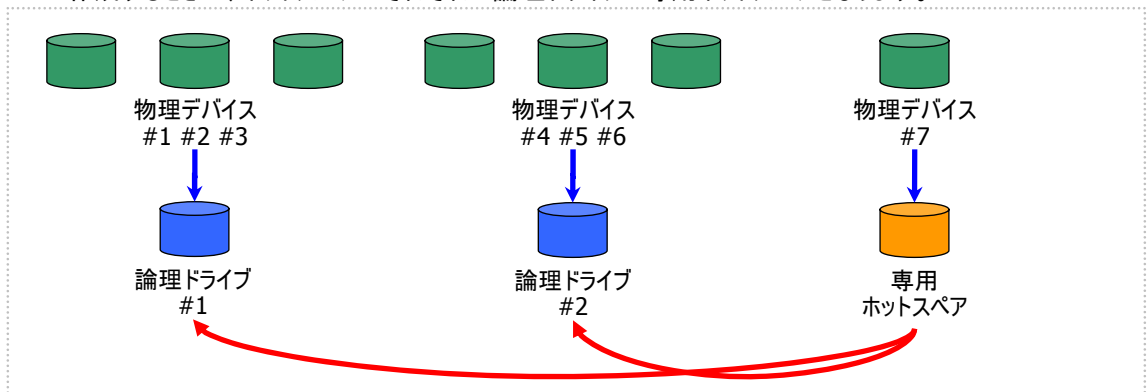 物理デバイス
#1 #2 #3
物理デバイス
#4 #5 #6
物理デバイス
#7
論理ドライブ
#1
論理ドライブ
#2
専用
ホットスペア